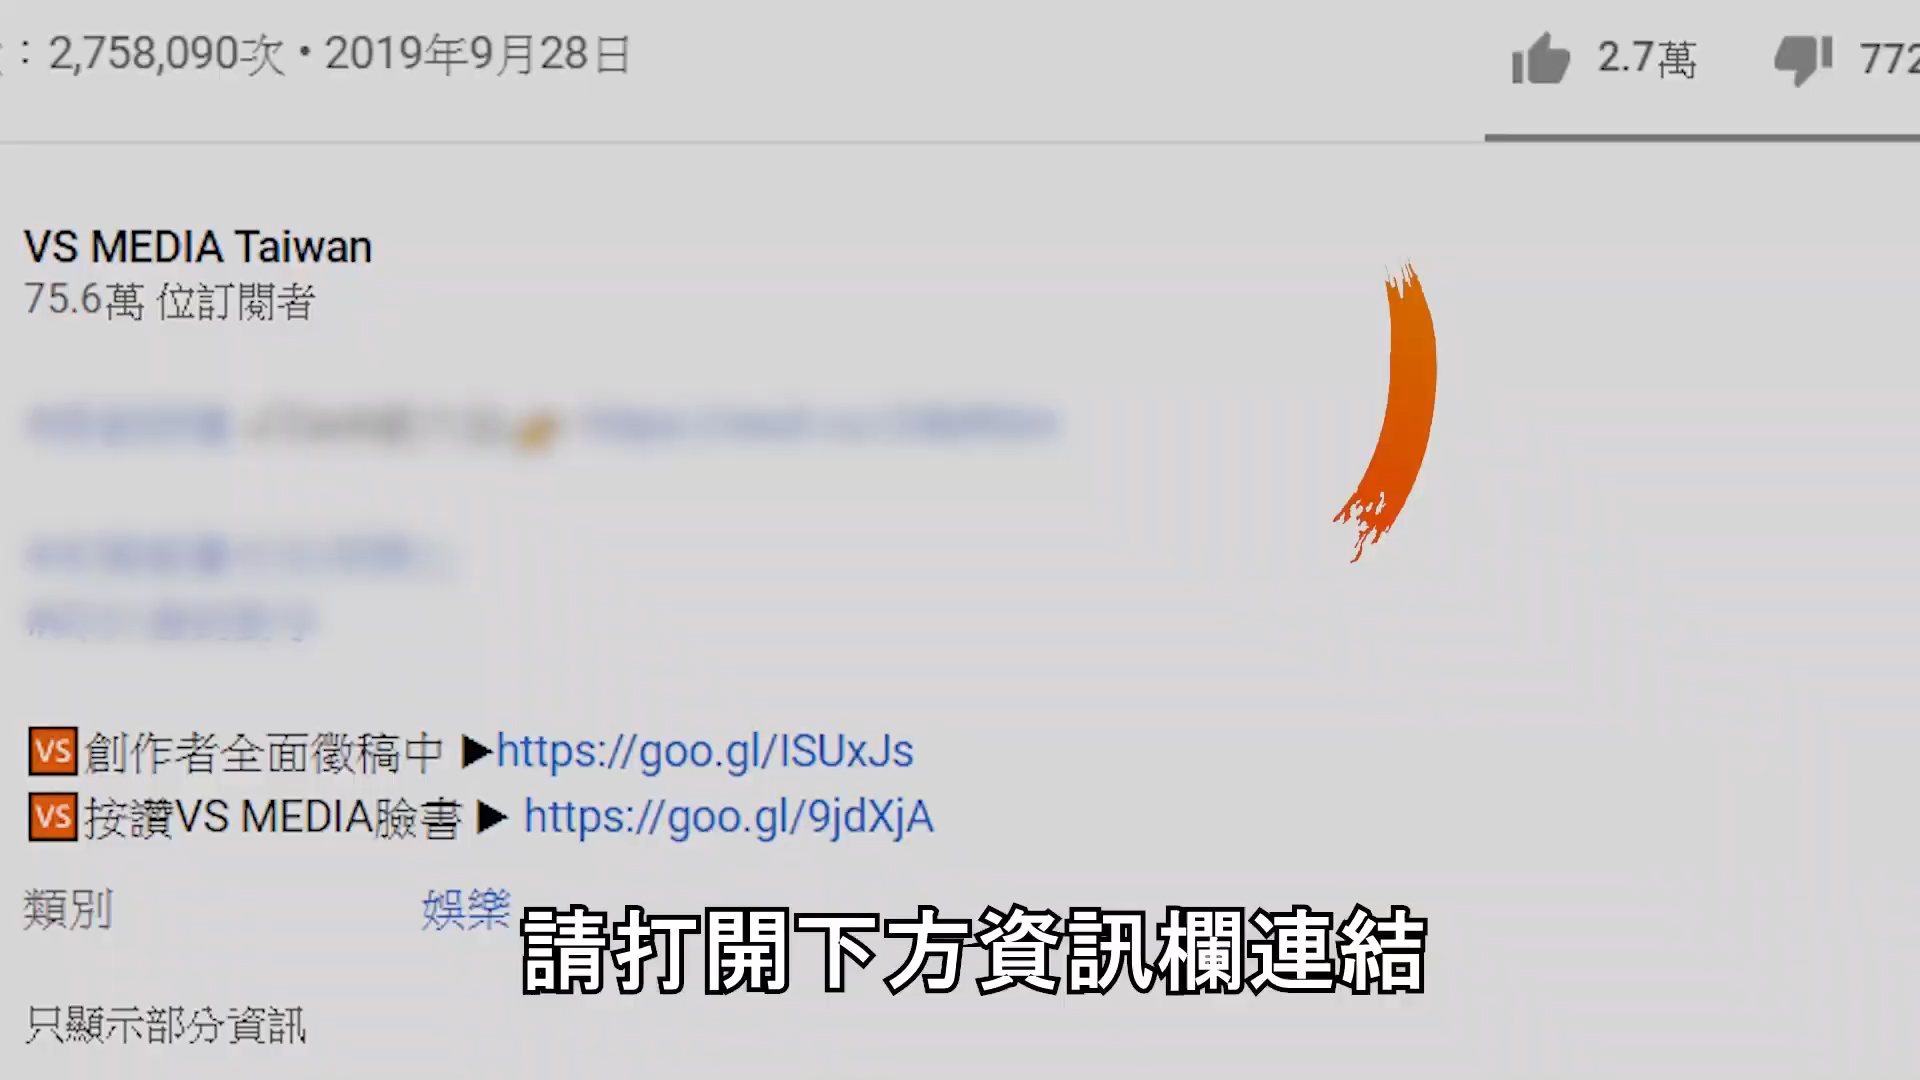 ：2,758,090次 • 2019年9月28日
2.7萬
772
VS MEDIA Taiwan
75.6萬 位訂閱者
VS創作者全面徵稿中 ▶https://goo.gl/ISUxJs
VS按讚VS MEDIA臉書 ▶ https://goo.gl/9jdXjA
類別 娛樂
請打開下方資訊欄連結
只顯示部分資訊